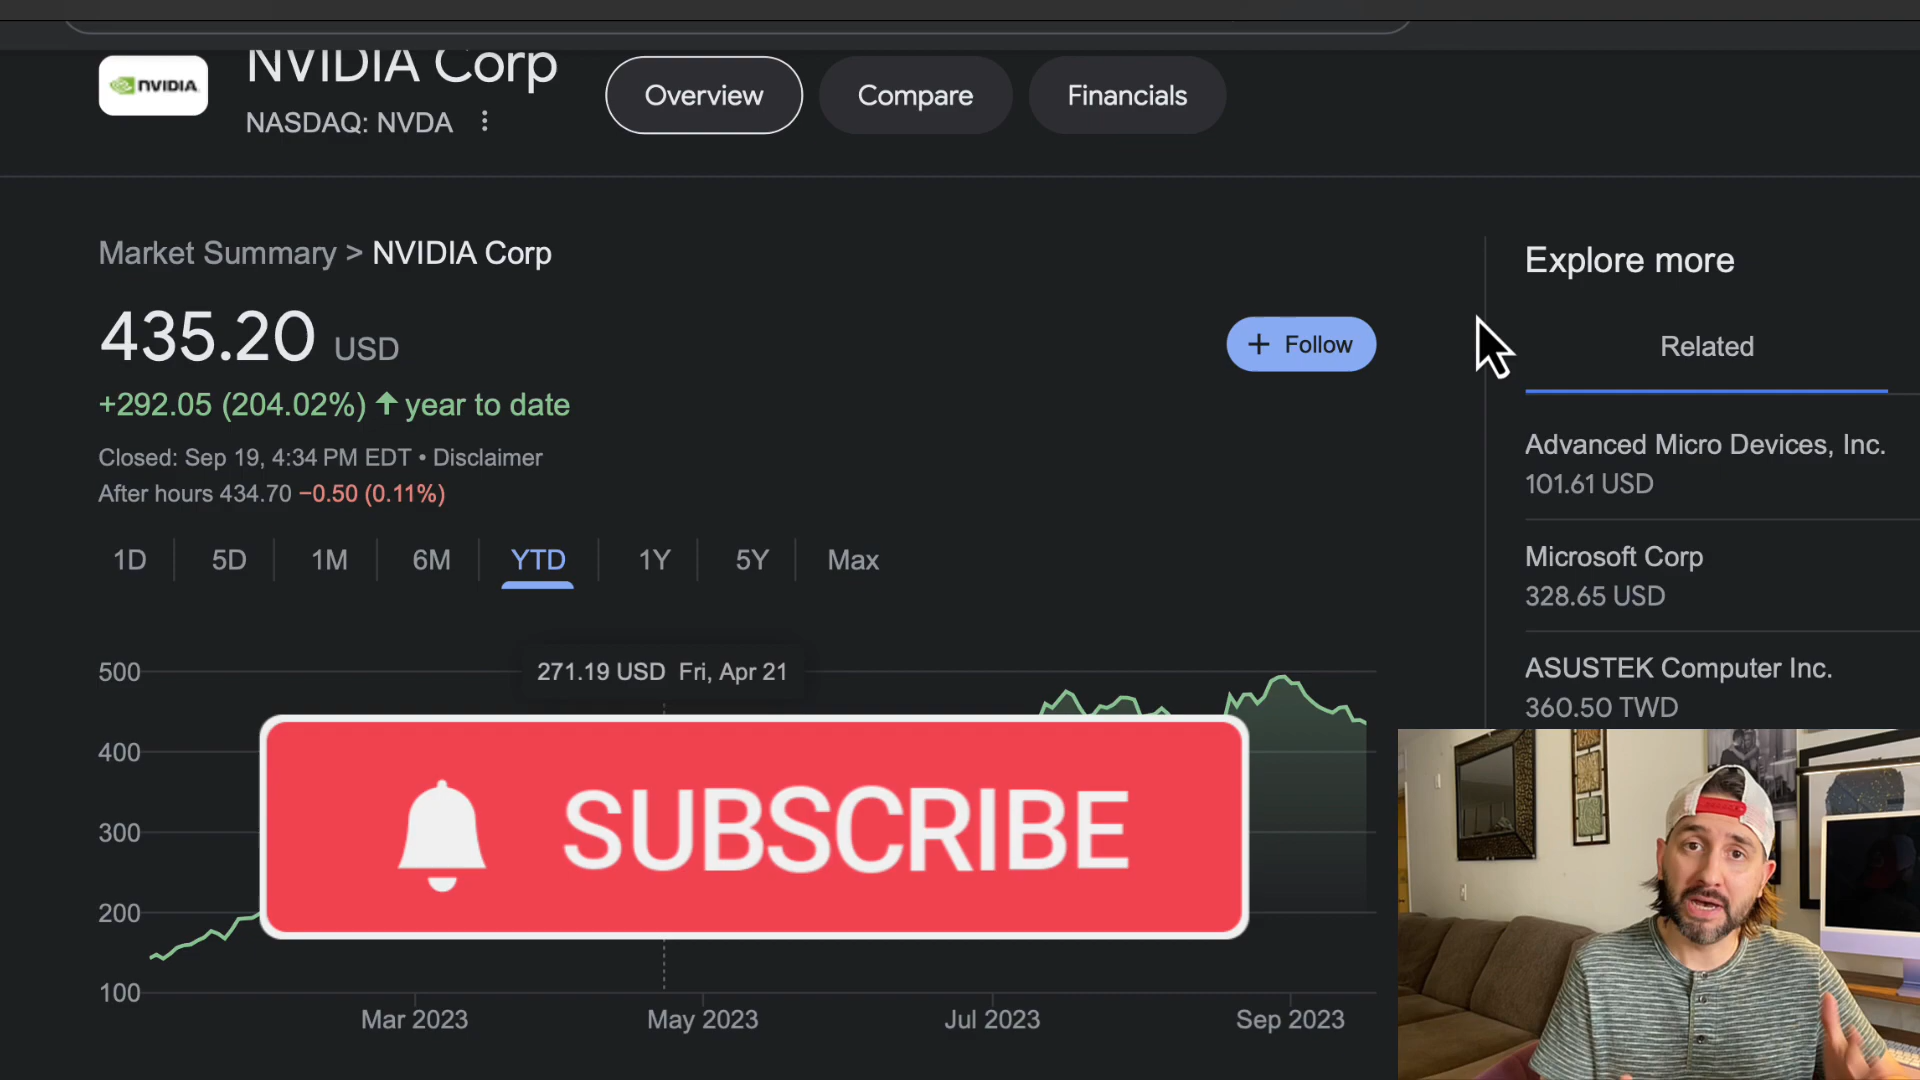 NVIDIA Corp
NVIDIA
NASDAQ: NVDA
Overview
Compare
Financials
Market Summary > NVIDIA Corp
435.20 USD
+292.05 (204.02%) ↑ year to date
Closed: Sep 19, 4:34 PM EDT • Disclaimer
After hours 434.70 −0.50 (0.11%)
+ Follow
1D
5D
1M
6M
YTD
1Y
5Y
Max
271.19 USD Fri, Apr 21
500
400
300
200
100
Mar 2023
May 2023
Jul 2023
Sep 2023
SUBSCRIBE
Explore more
Related
Advanced Micro Devices, Inc.
101.61 USD
Microsoft Corp
328.65 USD
ASUSTEK Computer Inc.
360.50 TWD